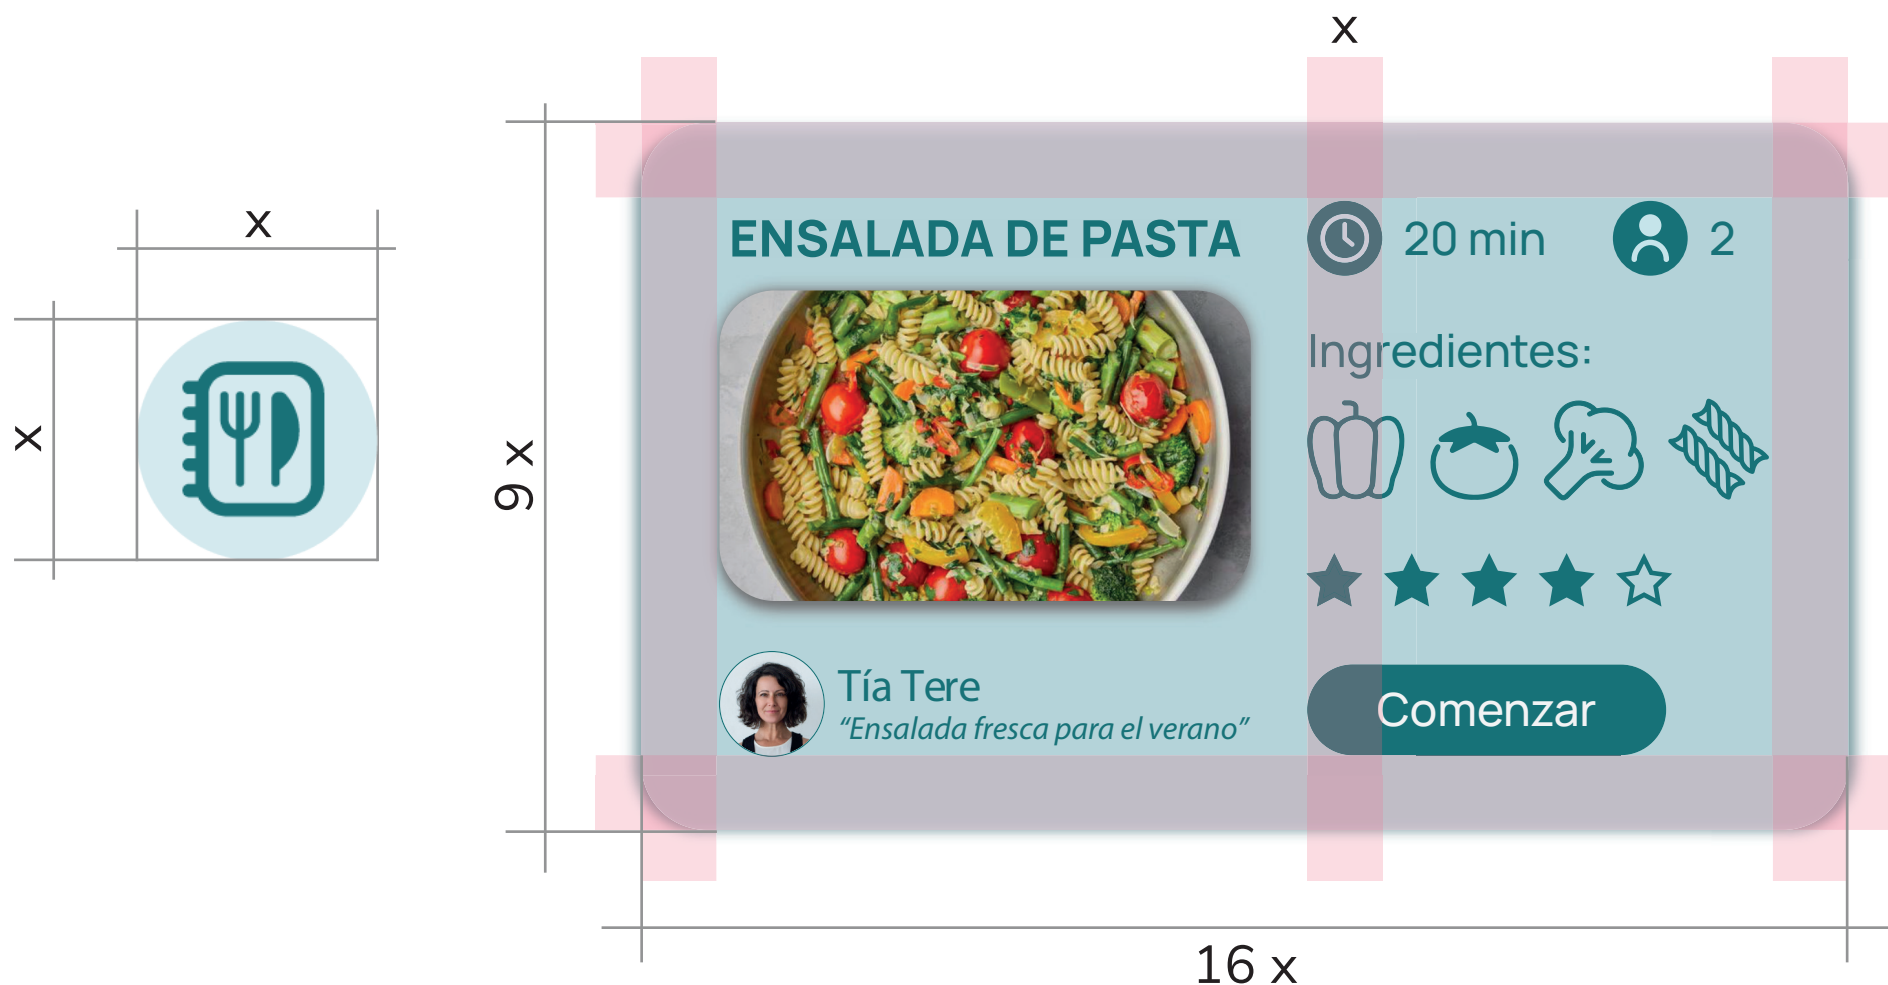 x
x
x
9 x
ENSALADA DE PASTA
20 min
2
Ingredientes:
Tía Tere
“Ensalada fresca para el verano”
Comenzar
16 x